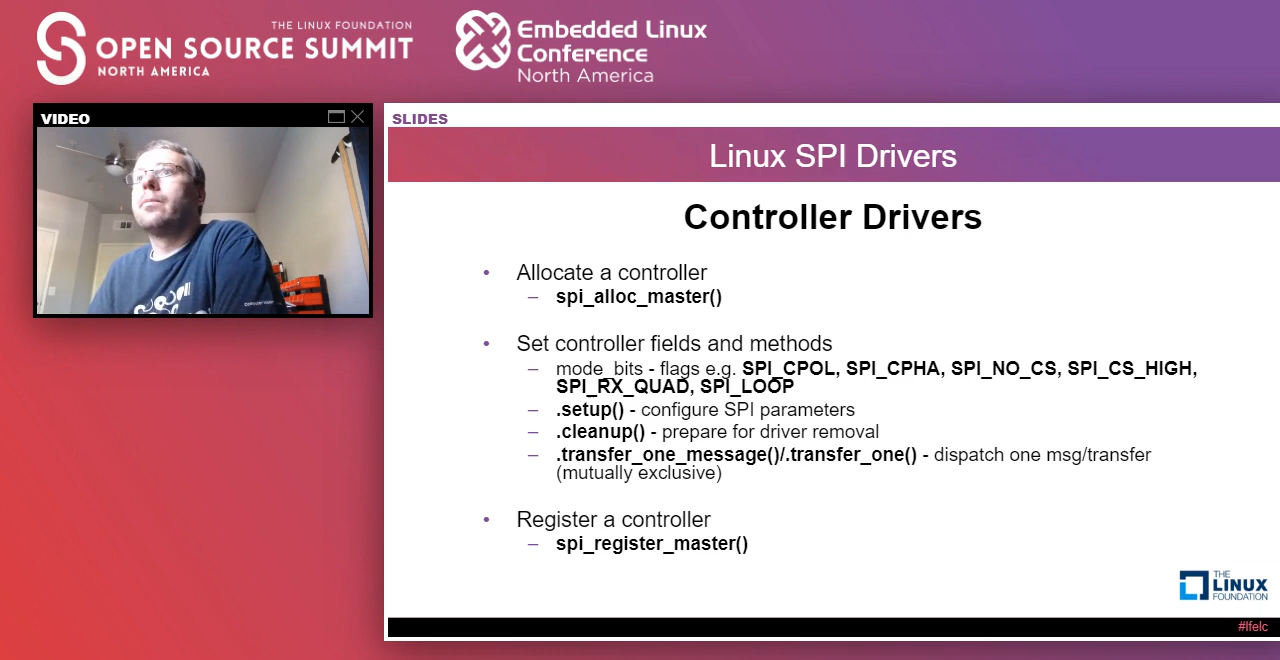 THE LINUX FOUNDATION
OPEN SOURCE SUMMIT
NORTH AMERICA
Embedded Linux
Conference
North America
VIDEO
SLIDES
Linux SPI Drivers
Controller Drivers
• Allocate a controller
– spi_alloc_master()
• Set controller fields and methods
– mode_bits - flags e.g. SPI_CPOL, SPI_CPHA, SPI_NO_CS, SPI_CS_HIGH,
SPI_RX_QUAD, SPI_LOOP
– .setup() - configure SPI parameters
– .cleanup() - prepare for driver removal
– .transfer_one_message()/.transfer_one() - dispatch one msg/transfer
(mutually exclusive)
• Register a controller
– spi_register_master()
THE
LINUX
FOUNDATION
#lfelc